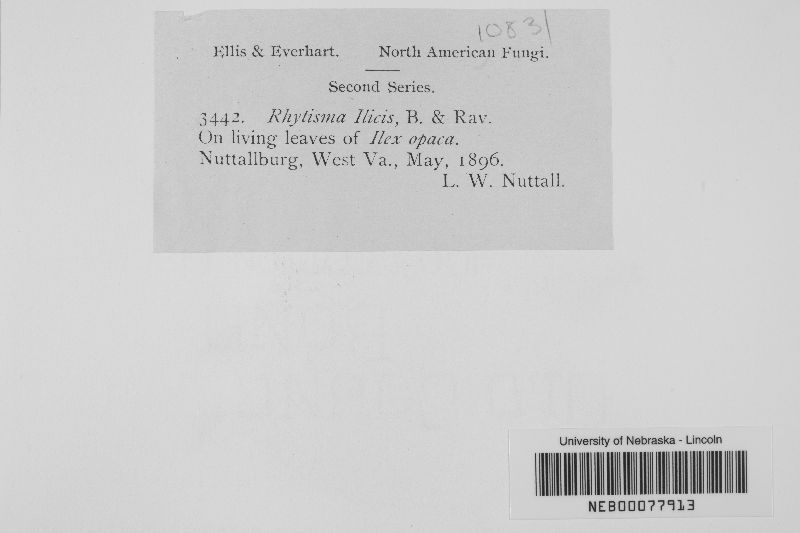 10831
Ellis & Everhart. North American Fungi.
Second Series.
3442. Rhytisma Ilicis, B. & Rav.
On living leaves of Ilex opaca.
Nuttallburg, West Va., May, 1896.
L. W. Nuttall.
University of Nebraska - Lincoln
NEB00077913